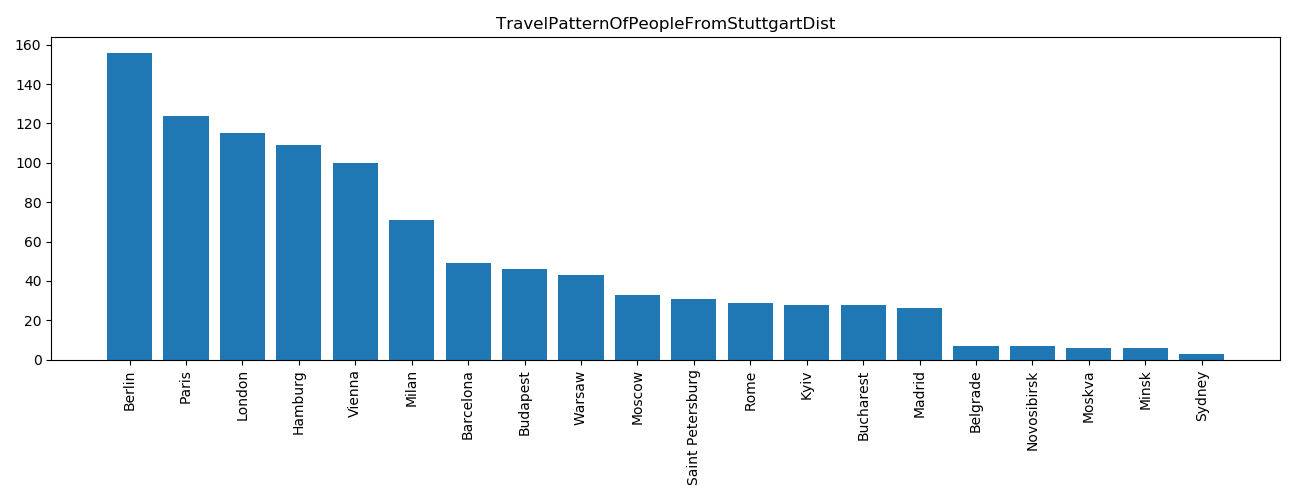 TravelPatternOfPeopleFromStuttgartDist
160
140
120
100
80
60
40
20
0
Berlin
Paris
London
Hamburg
Vienna
Milan
Barcelona
Budapest
Warsaw
Moscow
Saint Petersburg
Rome
Kyiv
Bucharest
Madrid
Belgrade
Novosibirsk
Moskva
Minsk
Sydney